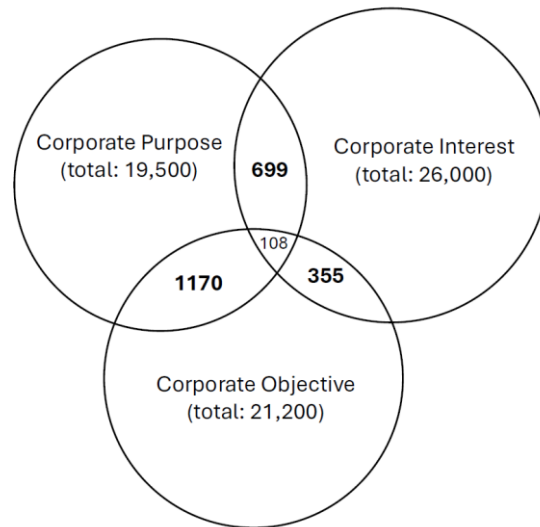 Corporate Purpose
(total: 19,500)
Corporate Interest
(total: 26,000)
699
108
1170
355
Corporate Objective
(total: 21,200)